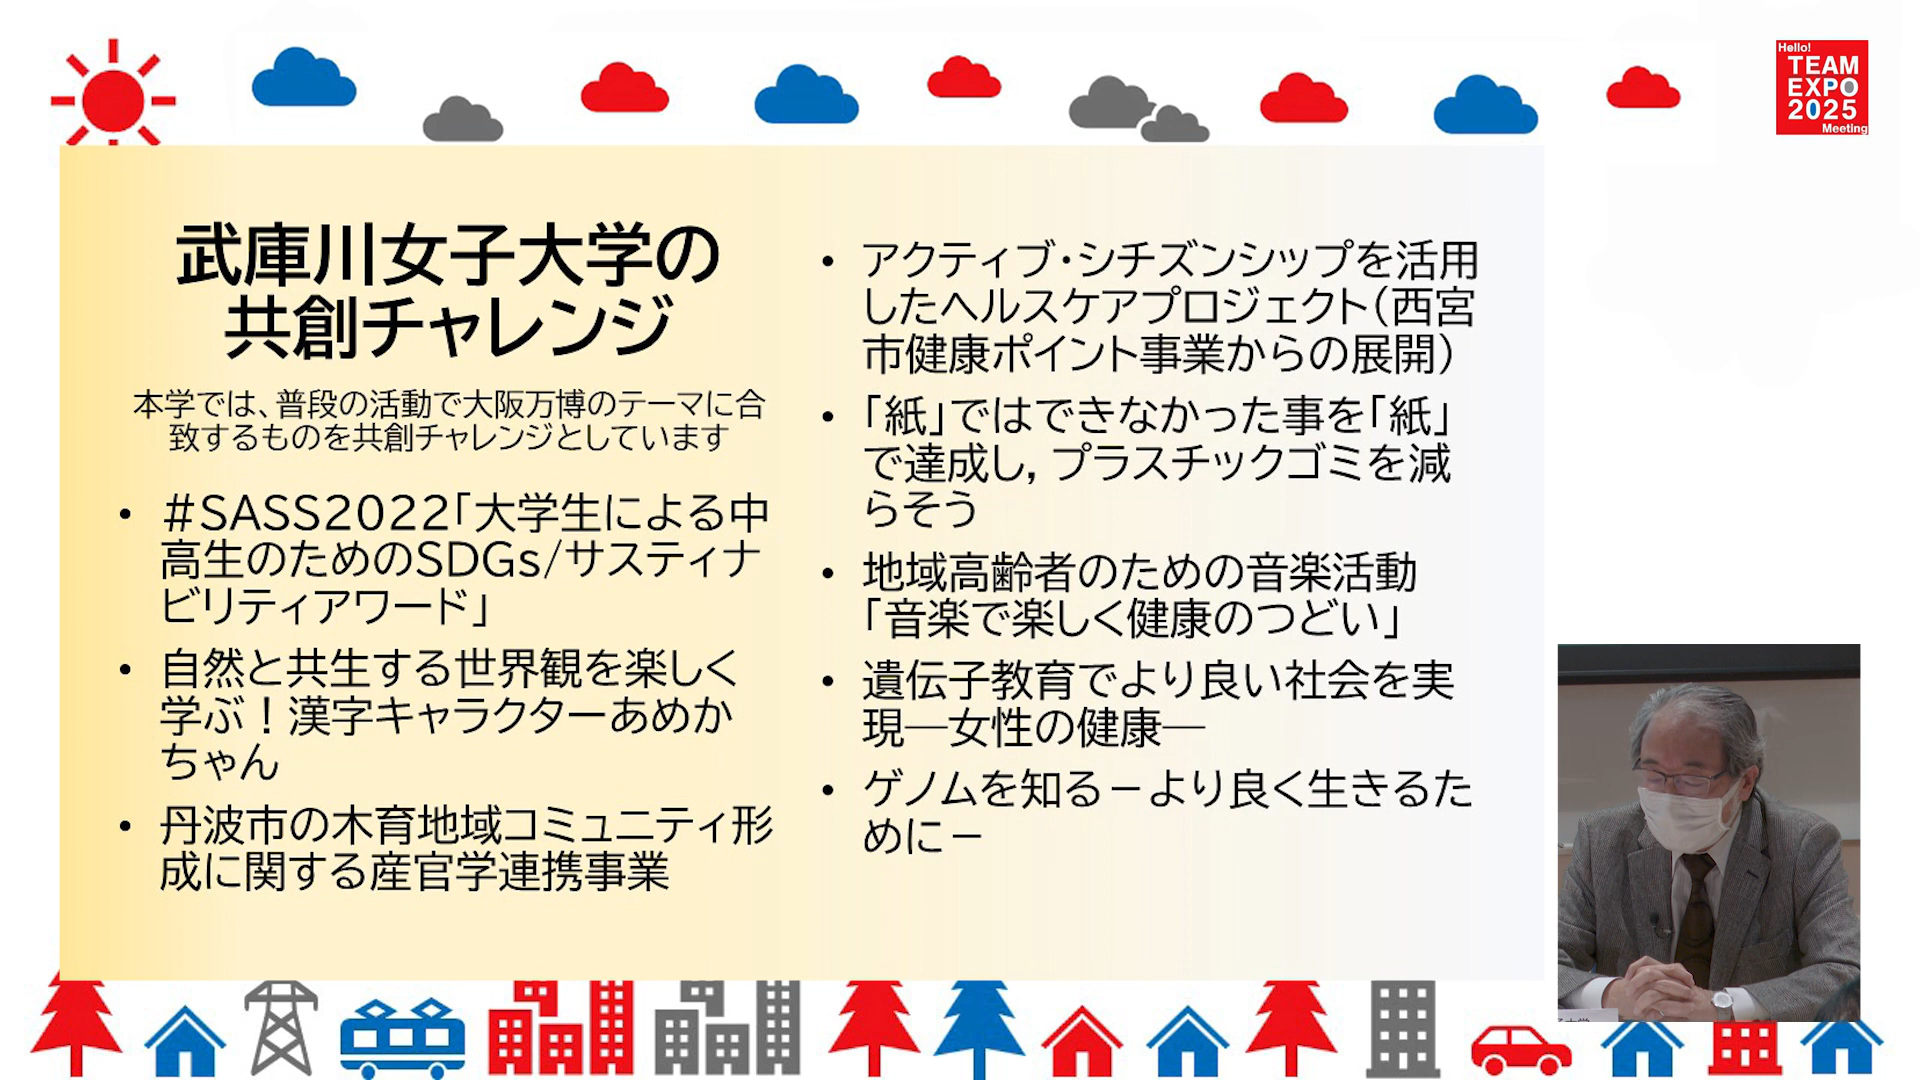 Hello!
TEAM
EXPO
2025
Meeting
武庫川女子大学の
共創チャレンジ
本学では、普段の活動で大阪万博のテーマに合
致するものを共創チャレンジとしています
• ＃SASS2022「大学生による中
高生のためのSDGs/サスティナ
ビリティアワード」
• 自然と共生する世界観を楽しく
学ぶ！漢字キャラクターあめか
ちゃん
• 丹波市の木育地域コミュニティ形
成に関する産官学連携事業
• アクティブ・シチズンシップを活用
したヘルスケアプロジェクト（西宮
市健康ポイント事業からの展開）
• 「紙」ではできなかった事を「紙」
で達成し，プラスチックゴミを減
らそう
• 地域高齢者のための音楽活動
「音楽で楽しく健康のつどい」
• 遺伝子教育でより良い社会を実
現―女性の健康―
• ゲノムを知る－より良く生きるた
めに－